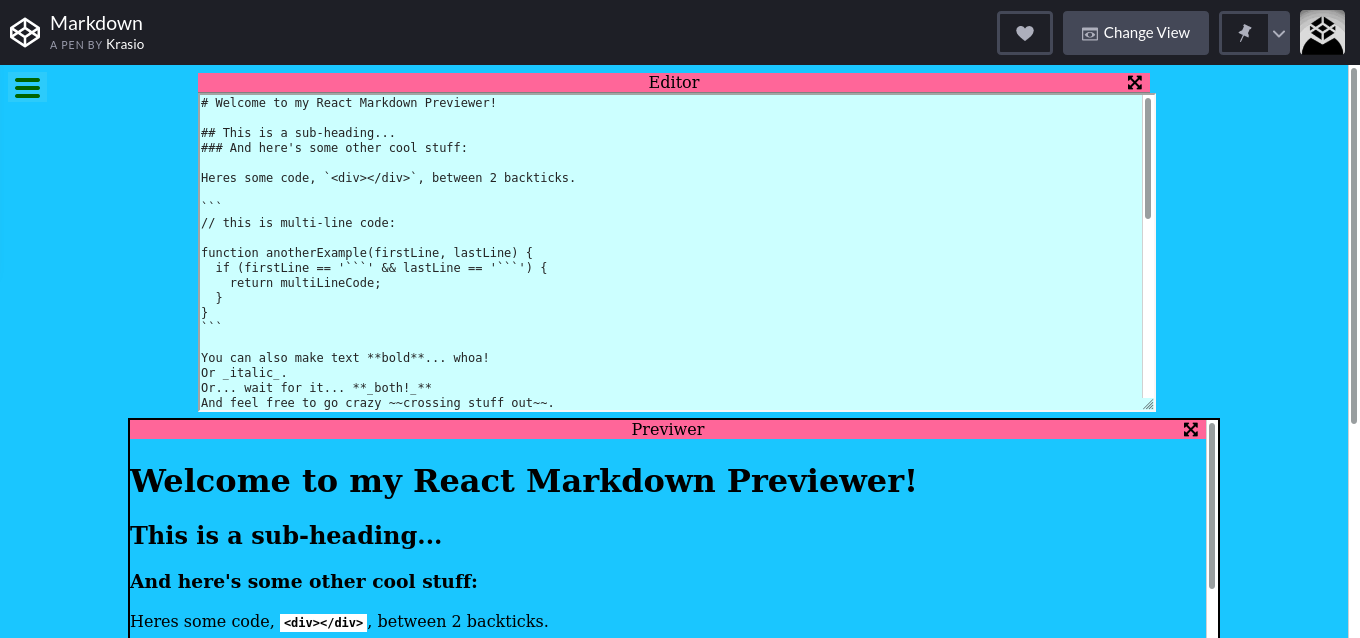 Markdown
A PEN BY Krasio
Change View
Editor
# Welcome to my React Markdown Previewer!
## This is a sub-heading...
### And here's some other cool stuff:
Heres some code, `<div></div>`, between 2 backticks.
```
// this is multi-line code:
function anotherExample(firstLine, lastLine) {
  if (firstLine == '```' && lastLine == '```') {
    return multiLineCode;
  }
}
```
You can also make text **bold**... whoa!
Or _italic_.
Or... wait for it... **_both!_**
And feel free to go crazy ~~crossing stuff out~~.
Previwer
Welcome to my React Markdown Previewer!
This is a sub-heading...
And here's some other cool stuff:
Heres some code, <div></div>, between 2 backticks.